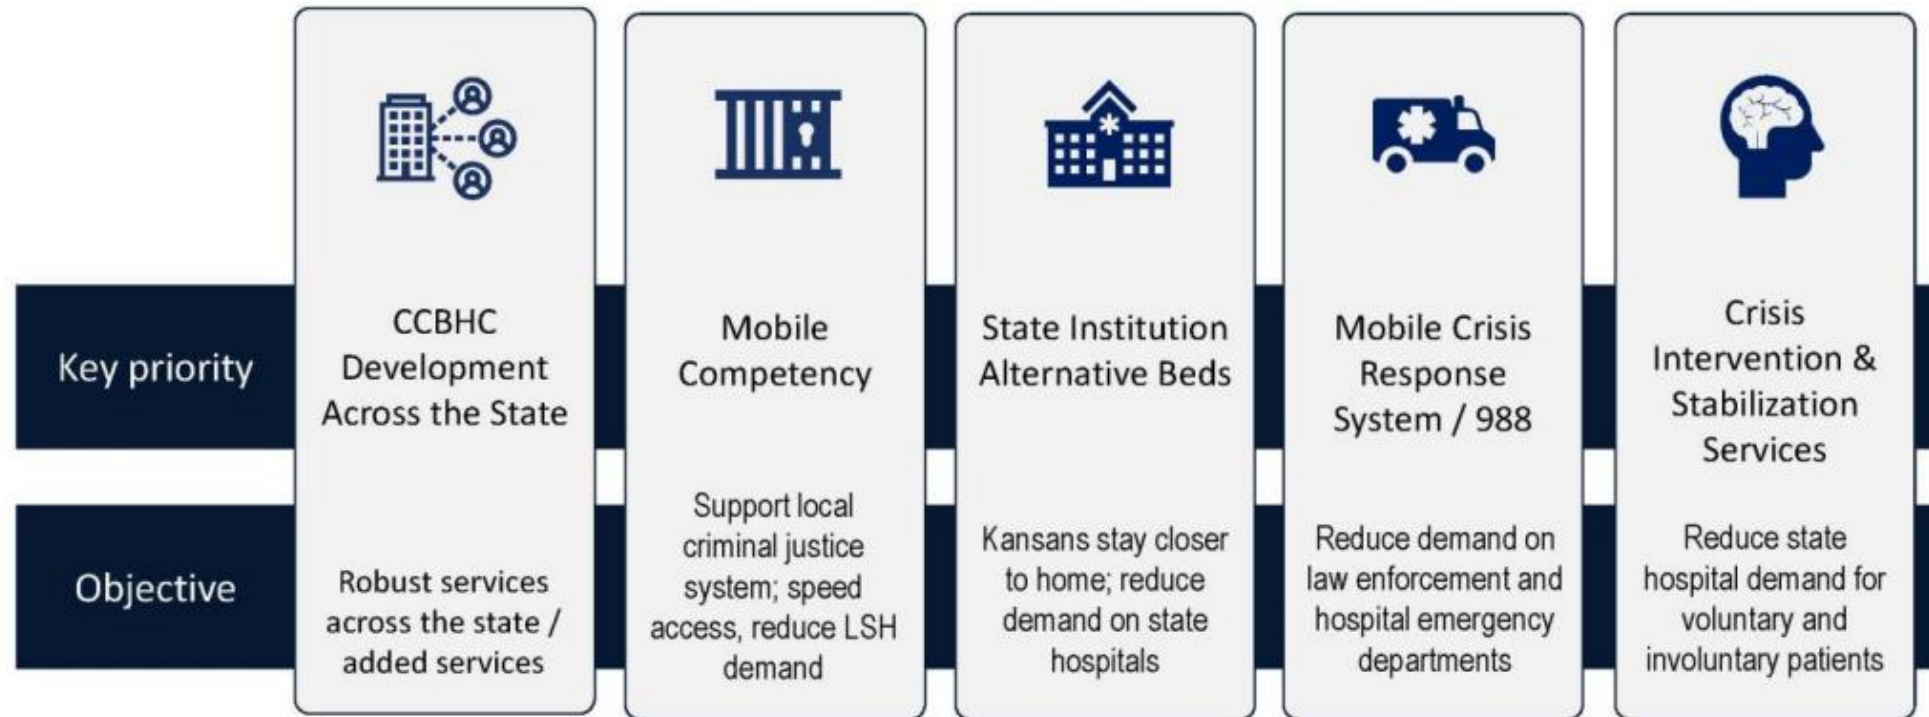 Key priority
CCBHC
Development
Across the State
Mobile
Competency
State Institution
Alternative Beds
Mobile Crisis
Response
System / 988
Crisis
Intervention &
Stabilization
Services
Objective
Robust services
across the state /
added services
Support local
criminal justice
system; speed
access, reduce LSH
demand
Kansans stay closer
to home; reduce
demand on state
hospitals
Reduce demand on
law enforcement and
hospital emergency
departments
Reduce state
hospital demand for
voluntary and
involuntary patients